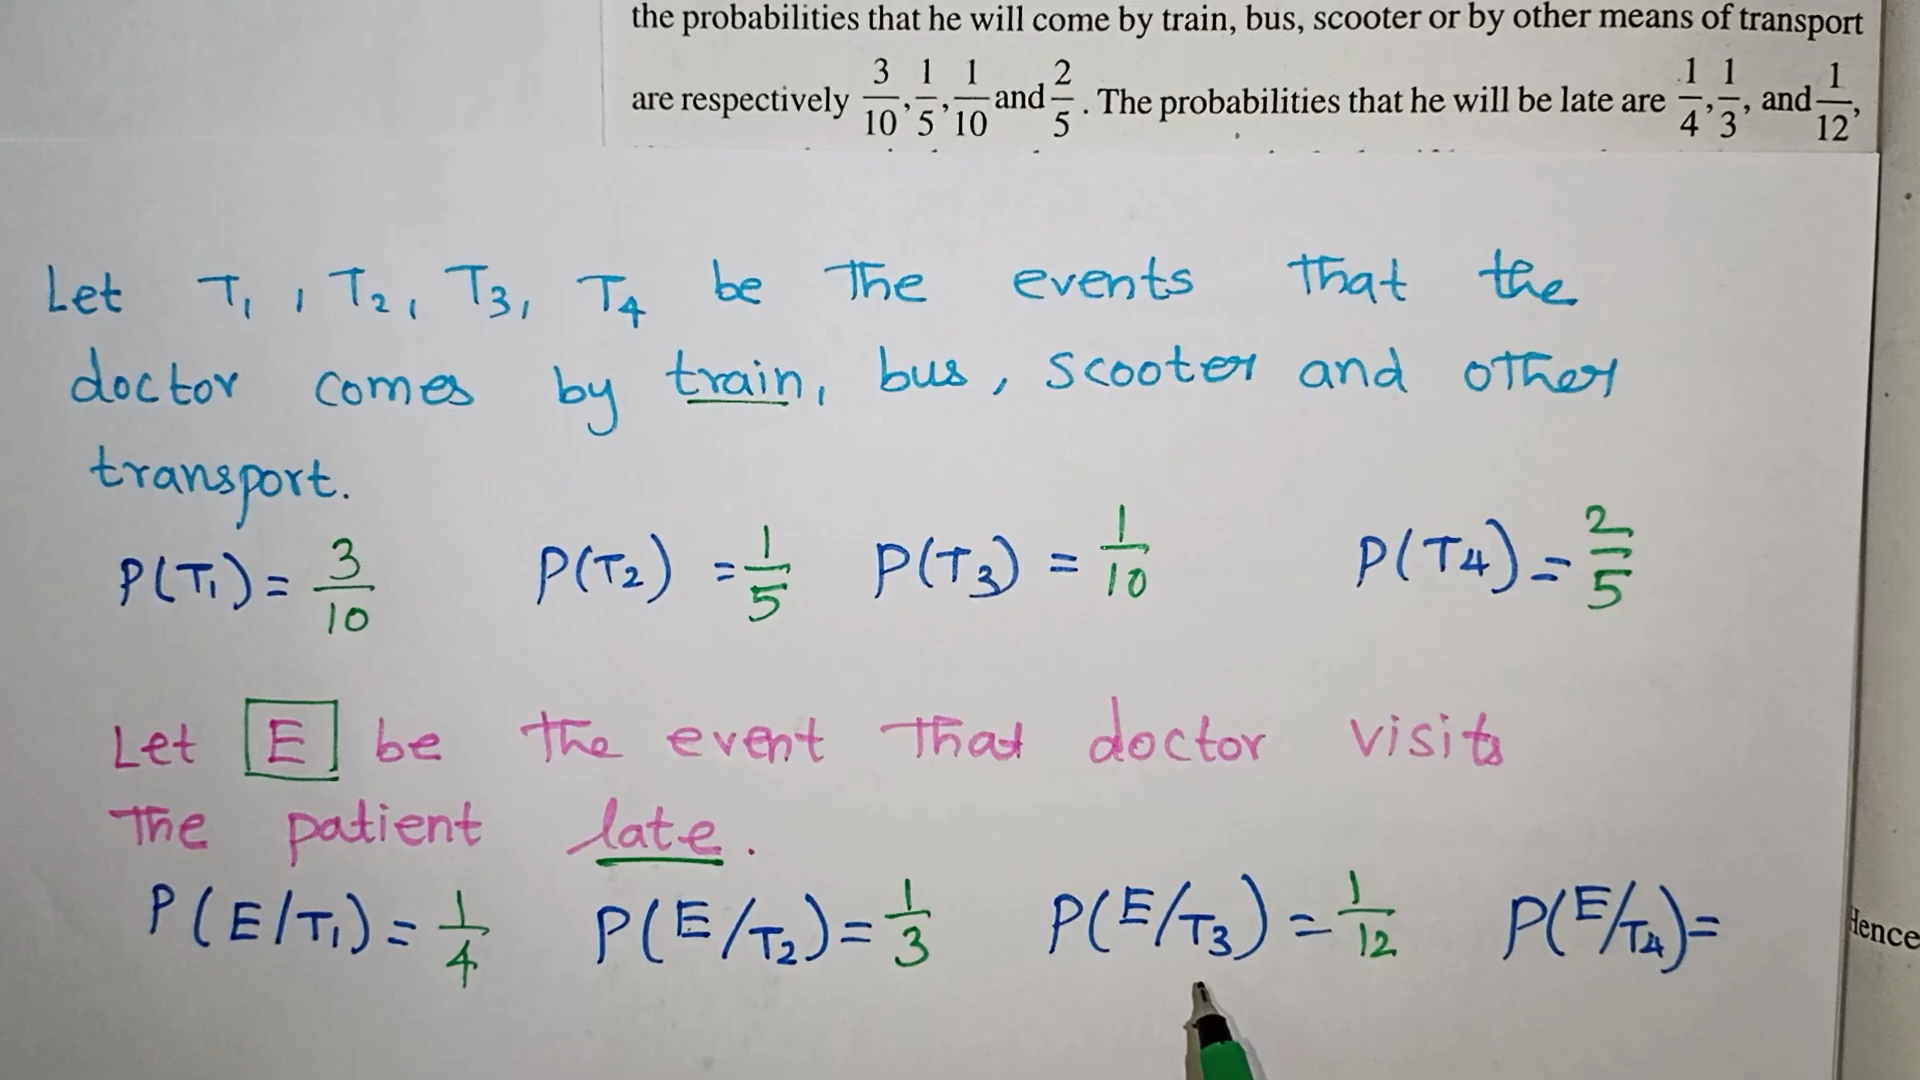 the probabilities that he will come by train, bus, scooter or by other means of transport
are respectively 3/10, 1/5, 1/10 and 2/5. The probabilities that he will be late are 1/4, 1/3, and 1/12,
Let T₁, T₂, T₃, T₄ be the events that the
doctor comes by train, bus, scooter and other
transport.
P(T₁) = 3/10 P(T₂) = 1/5 P(T₃) = 1/10 P(T4) = 2/5
Let E be the event that doctor visits
the patient late.
P(E/T₁) = 1/4 P(E/T₂) = 1/3 P(E/T₃) = 1/12 P(E/T₄) =
Hence